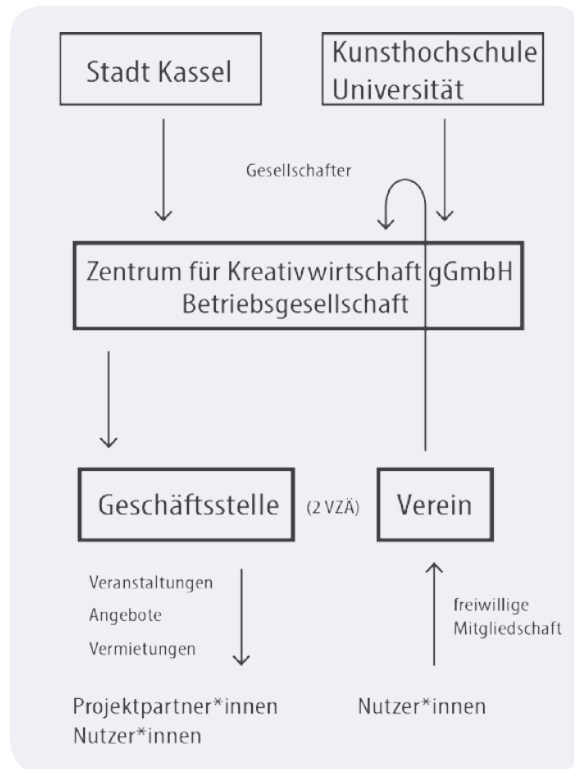 Stadt Kassel
Kunsthochschule
Universität
Gesellschafter
Zentrum für Kreativwirtschaft gGmbH
Betriebsgesellschaft
Geschäftsstelle
(2 VZÄ)
Verein
Veranstaltungen
Angebote
Vermietungen
freiwillige
Mitgliedschaft
Projektpartner*innen
Nutzer*innen
Nutzer*innen